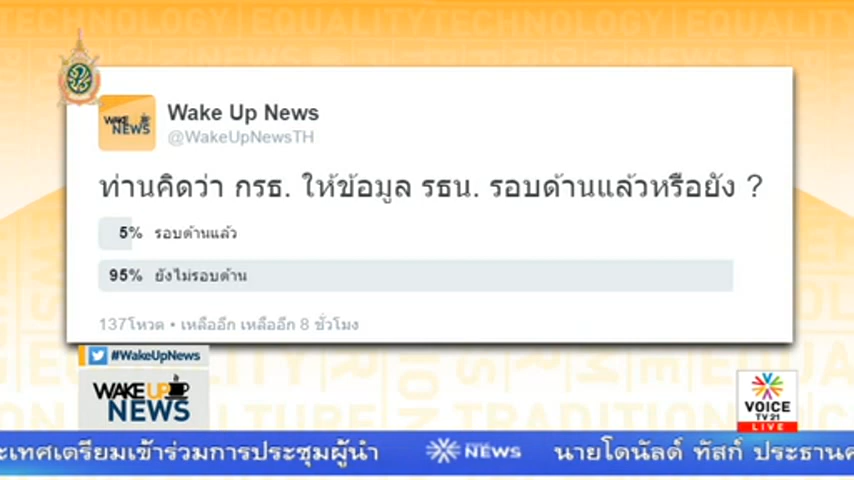 TECHNOLOGY | EQUALITY
Wake Up News
@WakeUpNewsTH
WAKE UP
NEWS
ท่านคิดว่า กรธ. ให้ข้อมูล รธน. รอบด้านแล้วหรือยัง ?
5% รอบด้านแล้ว
95% ยังไม่รอบด้าน
137โหวต • เหลืออีก เหลืออีก 8 ชั่วโมง
#WakeUpNews
WAKE UP
NEWS
VOICE
TV 21
LIVE
ะเทศเตรียมเข้าร่วมการประชุมผู้นำ NEWS นายโดนัลด์ ทัสก์ ประธานค